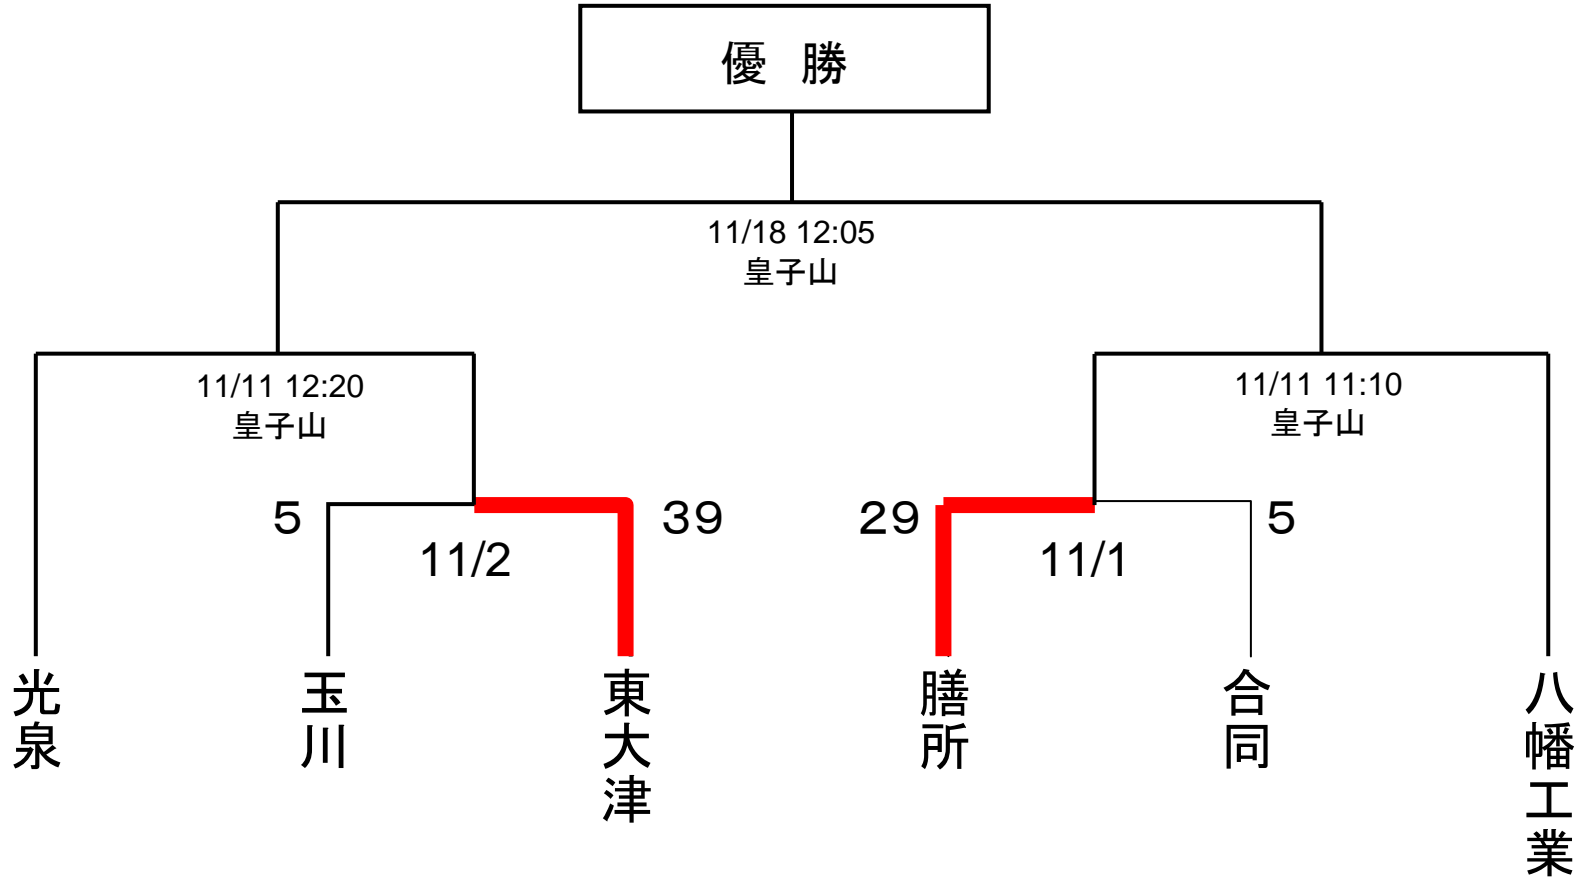 優 勝
11/18 12:05
皇子山
11/11 12:20
皇子山
11/11 11:10
皇子山
5
39
29
5
11/2
11/1
光泉
玉川
東大津
膳所
合同
八幡工業